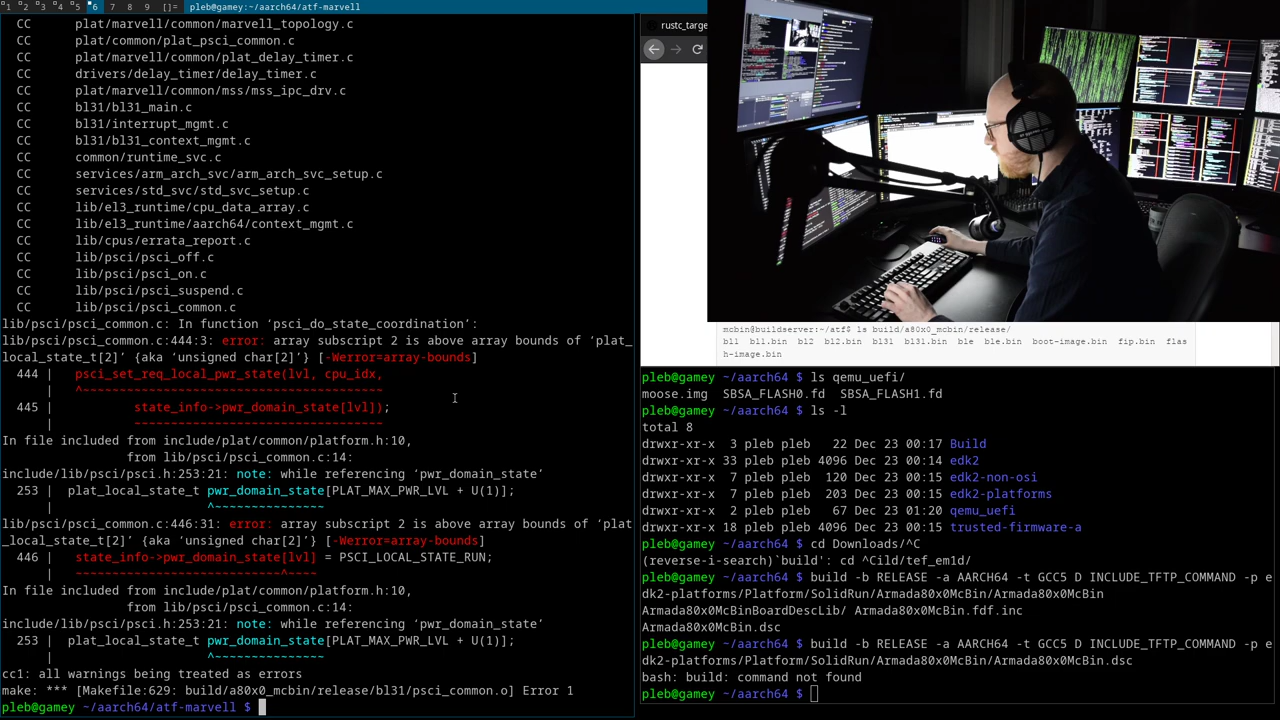 1 2 3 4 5 6 7 8 9 []= pleb@gamey:~/aarch64/atf-marvell
CC plat/marvell/common/marvell_topology.c
CC plat/common/plat_psci_common.c
CC plat/marvell/common/plat_delay_timer.c
CC drivers/delay_timer/delay_timer.c
CC plat/marvell/common/mss/mss_ipc_drv.c
CC bl31/bl31_main.c
CC bl31/interrupt_mgmt.c
CC bl31/bl31_context_mgmt.c
CC common/runtime_svc.c
CC services/arm_arch_svc/arm_arch_svc_setup.c
CC services/std_svc/std_svc_setup.c
CC lib/el3_runtime/cpu_data_array.c
CC lib/el3_runtime/aarch64/context_mgmt.c
CC lib/cpus/errata_report.c
CC lib/psci/psci_off.c
CC lib/psci/psci_on.c
CC lib/psci/psci_suspend.c
CC lib/psci/psci_common.c
lib/psci/psci_common.c: In function ‘psci_do_state_coordination’:
lib/psci/psci_common.c:444:3: error: array subscript 2 is above array bounds of ‘plat_
local_state_t[2]’ {aka ‘unsigned char[2]’} [-Werror=array-bounds]
444 | psci_set_req_local_pwr_state(lvl, cpu_idx,
| ^~~~~~~~~~~~~~~~~~~~~~~~~~~~~~~~~~~~~~~~~~
445 | state_info->pwr_domain_state[lvl]);
| ~~~~~~~~~~~~~~~~~~~~~~~~~~~~~~~~~~
In file included from include/plat/common/platform.h:10,
from lib/psci/psci_common.c:14:
include/lib/psci/psci.h:253:21: note: while referencing ‘pwr_domain_state’
253 | plat_local_state_t pwr_domain_state[PLAT_MAX_PWR_LVL + U(1)];
| ^~~~~~~~~~~~~~~~
lib/psci/psci_common.c:446:31: error: array subscript 2 is above array bounds of ‘plat
_local_state_t[2]’ {aka ‘unsigned char[2]’} [-Werror=array-bounds]
446 | state_info->pwr_domain_state[lvl] = PSCI_LOCAL_STATE_RUN;
| ~~~~~~~~~~~~~~~~~~~~~~~~~~~~^~~~~
In file included from include/plat/common/platform.h:10,
from lib/psci/psci_common.c:14:
include/lib/psci/psci.h:253:21: note: while referencing ‘pwr_domain_state’
253 | plat_local_state_t pwr_domain_state[PLAT_MAX_PWR_LVL + U(1)];
| ^~~~~~~~~~~~~~~~
cc1: all warnings being treated as errors
make: *** [Makefile:629: build/a80x0_mcbin/release/bl31/psci_common.o] Error 1
pleb@gamey ~/aarch64/atf-marvell $
rustc_targe
mcbin@buildserver:~/atf$ ls build/a80x0_mcbin/release/
bl1 bl1.bin bl2 bl2.bin bl31 bl31.bin ble ble.bin boot-image.bin fip.bin flas
h-image.bin
pleb@gamey ~/aarch64 $ ls qemu_uefi/
moose.img SBSA_FLASH0.fd SBSA_FLASH1.fd
pleb@gamey ~/aarch64 $ ls -l
total 8
drwxr-xr-x 3 pleb pleb 22 Dec 23 00:17 Build
drwxr-xr-x 33 pleb pleb 4096 Dec 23 00:14 edk2
drwxr-xr-x 7 pleb pleb 120 Dec 23 00:15 edk2-non-osi
drwxr-xr-x 7 pleb pleb 203 Dec 23 00:15 edk2-platforms
drwxr-xr-x 2 pleb pleb 67 Dec 23 01:20 qemu_uefi
drwxr-xr-x 18 pleb pleb 4096 Dec 23 00:15 trusted-firmware-a
pleb@gamey ~/aarch64 $ cd Downloads/^C
(reverse-i-search)`build': cd ^Cild/tef_em1d/
pleb@gamey ~/aarch64 $ build -b RELEASE -a AARCH64 -t GCC5 D INCLUDE_TFTP_COMMAND -p e
dk2-platforms/Platform/SolidRun/Armada80x0McBin/Armada80x0McBin
Armada80x0McBinBoardDescLib/ Armada80x0McBin.fdf.inc
Armada80x0McBin.dsc
pleb@gamey ~/aarch64 $ build -b RELEASE -a AARCH64 -t GCC5 D INCLUDE_TFTP_COMMAND -p e
dk2-platforms/Platform/SolidRun/Armada80x0McBin/Armada80x0McBin.dsc
bash: build: command not found
pleb@gamey ~/aarch64 $